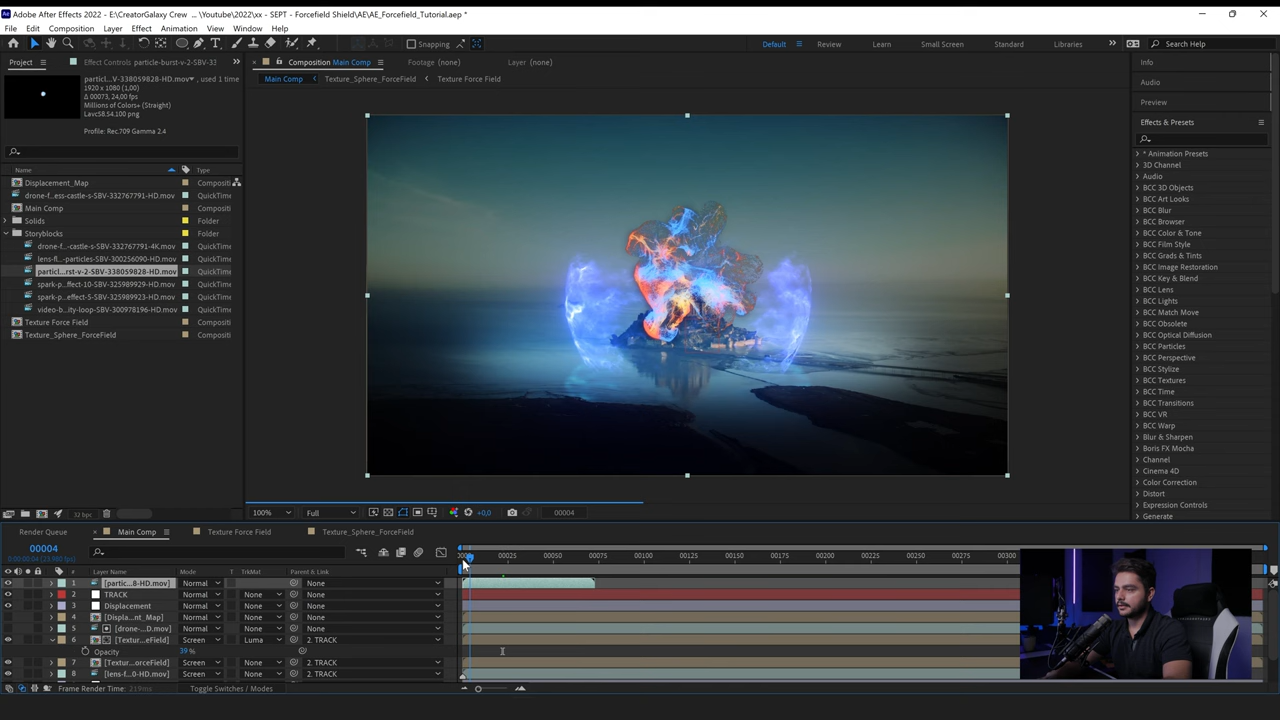 Adobe After Effects 2022 - E:\CreatorGalaxy Crew ... \Youtube\2022\xx - SEPT - Forcefield Shield\AE\AE_Forcefield_Tutorial.aep *
File Edit Composition Layer Effect Animation View Window Help
Snapping
Default Review Learn Small Screen Standard Libraries Search Help
Project Effect Controls particle-burst-v-2-SBV-33
Composition Main Comp Footage (none) Layer (none)
Info
particl...V-338059828-HD.mov , used 1 time
1920 x 1080 (1,00)
Δ 00073, 24,00 fps
Millions of Colors+ (Straight)
Lavc58.54.100 png
Profile: Rec.709 Gamma 2.4
Main Comp Texture_Sphere_ForceField Texture Force Field
Audio
Preview
Effects & Presets
Name Type
Displacement_Map Composit
drone-f...ess-castle-s-SBV-332767791-HD.mov QuickTime
Main Comp Composit
Solids Folder
Storyblocks Folder
drone-f...-castle-s-SBV-332767791-4K.mov QuickTime
lens-fl...-particles-SBV-300256090-HD.mov QuickTime
particl...rst-v-2-SBV-338059828-HD.mov QuickTime
spark-p...ffect-10-SBV-325989929-HD.mov QuickTime
spark-p...effect-5-SBV-325989923-HD.mov QuickTime
video-b...ity-loop-SBV-300978196-HD.mov QuickTime
Texture Force Field Composit
Texture_Sphere_ForceField Composit
* Animation Presets
3D Channel
Audio
BCC 3D Objects
BCC Art Looks
BCC Blur
BCC Browser
BCC Color & Tone
BCC Film Style
BCC Grads & Tints
BCC Image Restoration
BCC Key & Blend
BCC Lens
BCC Lights
BCC Match Move
BCC Obsolete
BCC Optical Diffusion
BCC Particles
BCC Perspective
BCC Stylize
BCC Textures
BCC Time
BCC Transitions
BCC VR
BCC Warp
Blur & Sharpen
Boris FX Mocha
Channel
Cinema 4D
Color Correction
Distort
Expression Controls
Generate
32 bpc
100% Full +0,0 00004
Render Queue Main Comp Texture Force Field Texture_Sphere_ForceField
00004
# Layer Name Mode T TrkMat Parent & Link
00025 00050 00075 00100 00125 00150 00175 00200 00225 00250 00275 00300
1 [partic...8-HD.mov] Normal None
2 TRACK Normal None None
3 Displacement Normal None None
4 [Displa...nt_Map] Normal None None
5 [drone-...D.mov] Normal None None
6 [Textur...eField] Screen Luma 2. TRACK
Opacity 39 %
7 [Textur...orceField] Screen None 2. TRACK
8 [lens-f...0-HD.mov] Screen None 2. TRACK
Frame Render Time: 219ms Toggle Switches / Modes